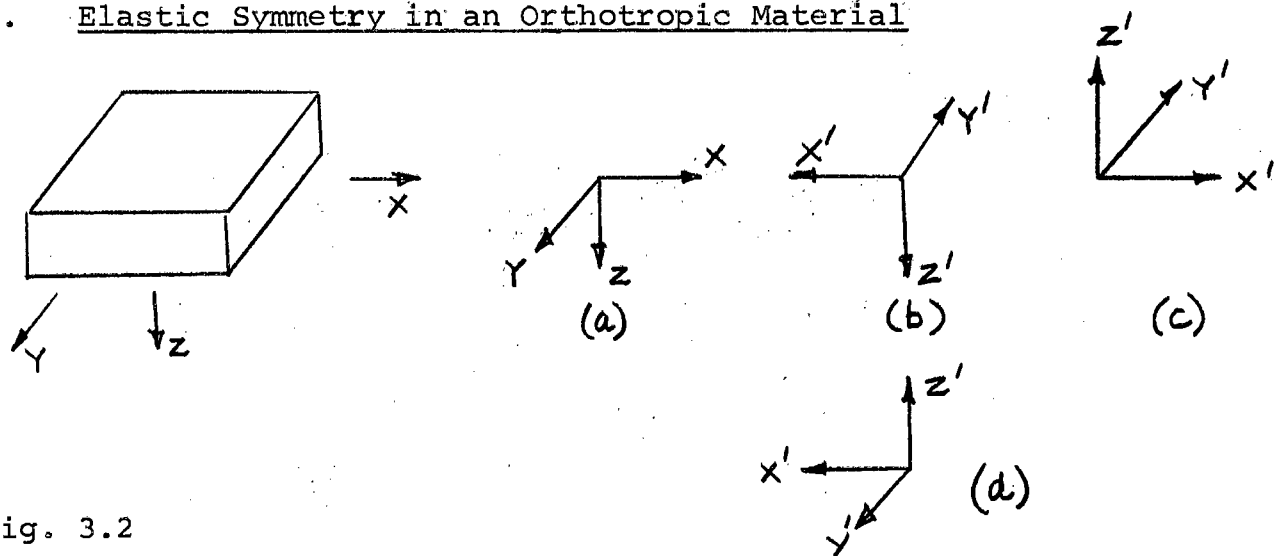 . Elastic Symmetry in an Orthotropic Material
X
Y
Z
X
Y
Z
(a)
X'
Y'
Z'
(b)
Z'
Y'
X'
(c)
Z'
X'
Y'
(d)
ig. 3.2